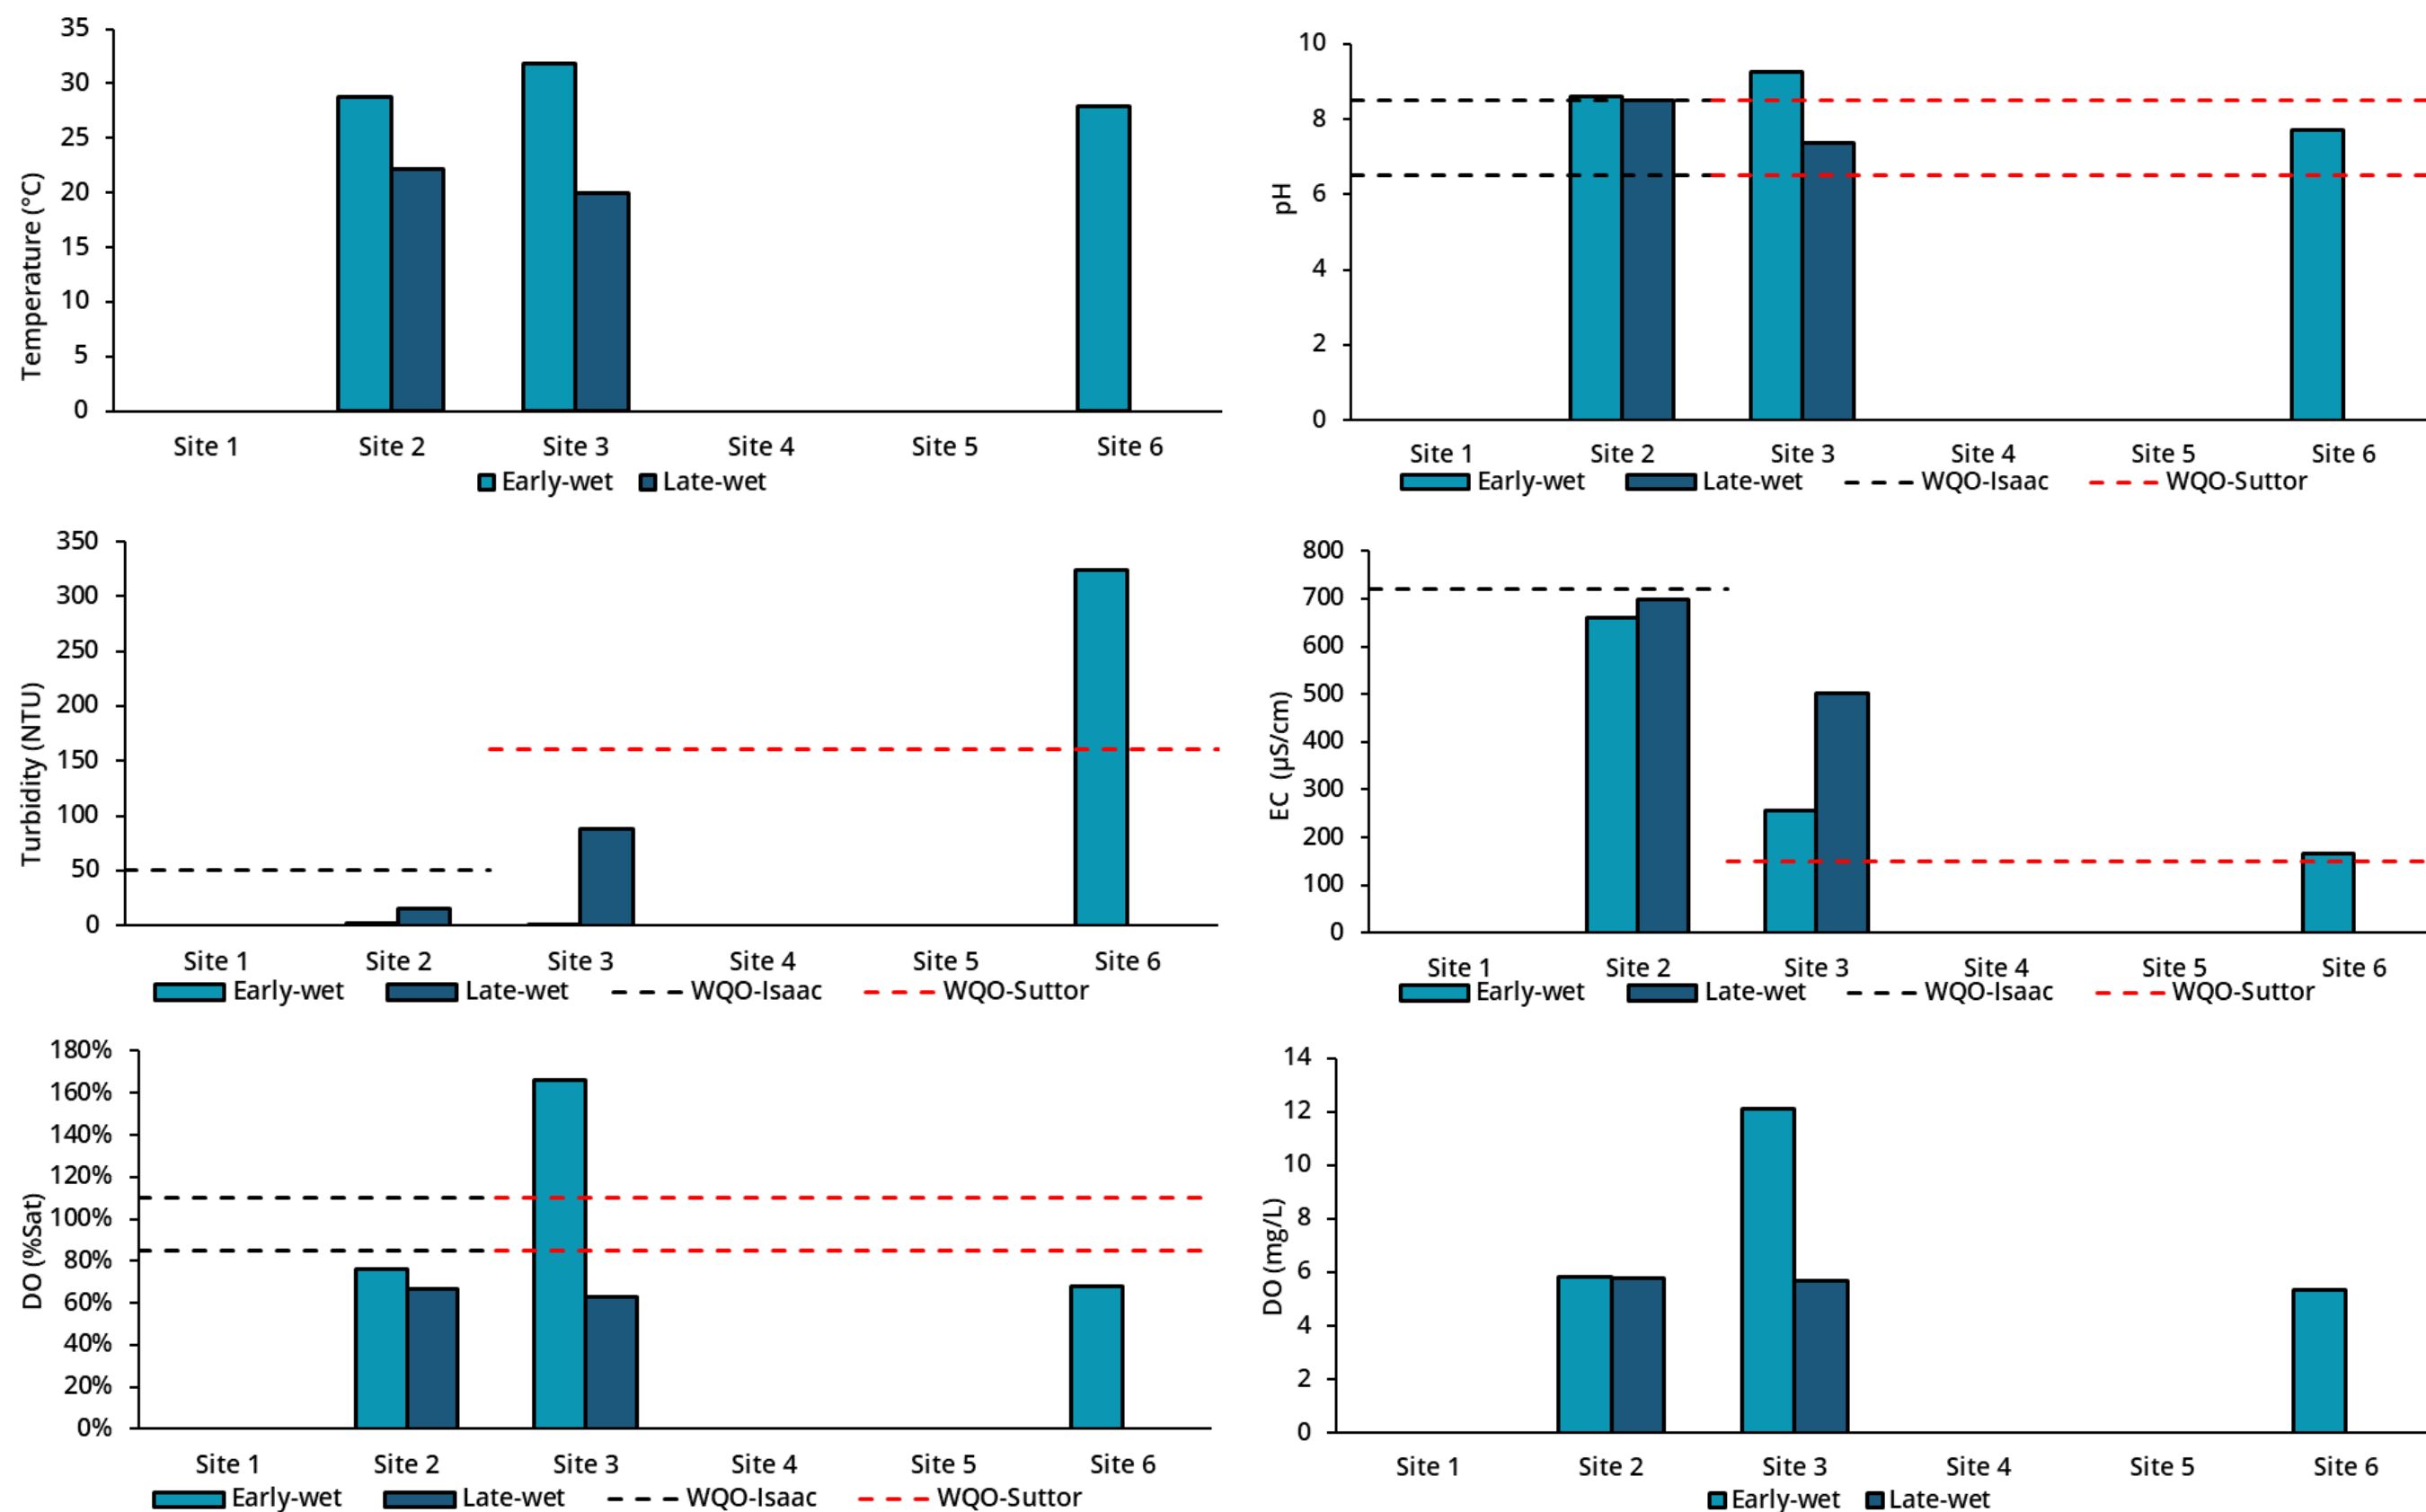 Temperature (°C)
35
30
25
20
15
10
5
0
Site 1 Site 2 Site 3 Site 4 Site 5 Site 6
Early-wet Late-wet
pH
10
8
6
4
2
0
Site 1 Site 2 Site 3 Site 4 Site 5 Site 6
Early-wet Late-wet WQO-Isaac WQO-Suttor
Turbidity (NTU)
350
300
250
200
150
100
50
0
Site 1 Site 2 Site 3 Site 4 Site 5 Site 6
Early-wet Late-wet WQO-Isaac WQO-Suttor
EC (µS/cm)
800
700
600
500
400
300
200
100
0
Site 1 Site 2 Site 3 Site 4 Site 5 Site 6
Early-wet Late-wet WQO-Isaac WQO-Suttor
DO (%Sat)
180%
160%
140%
120%
100%
80%
60%
40%
20%
0%
Site 1 Site 2 Site 3 Site 4 Site 5 Site 6
Early-wet Late-wet WQO-Isaac WQO-Suttor
DO (mg/L)
14
12
10
8
6
4
2
0
Site 1 Site 2 Site 3 Site 4 Site 5 Site 6
Early-wet Late-wet